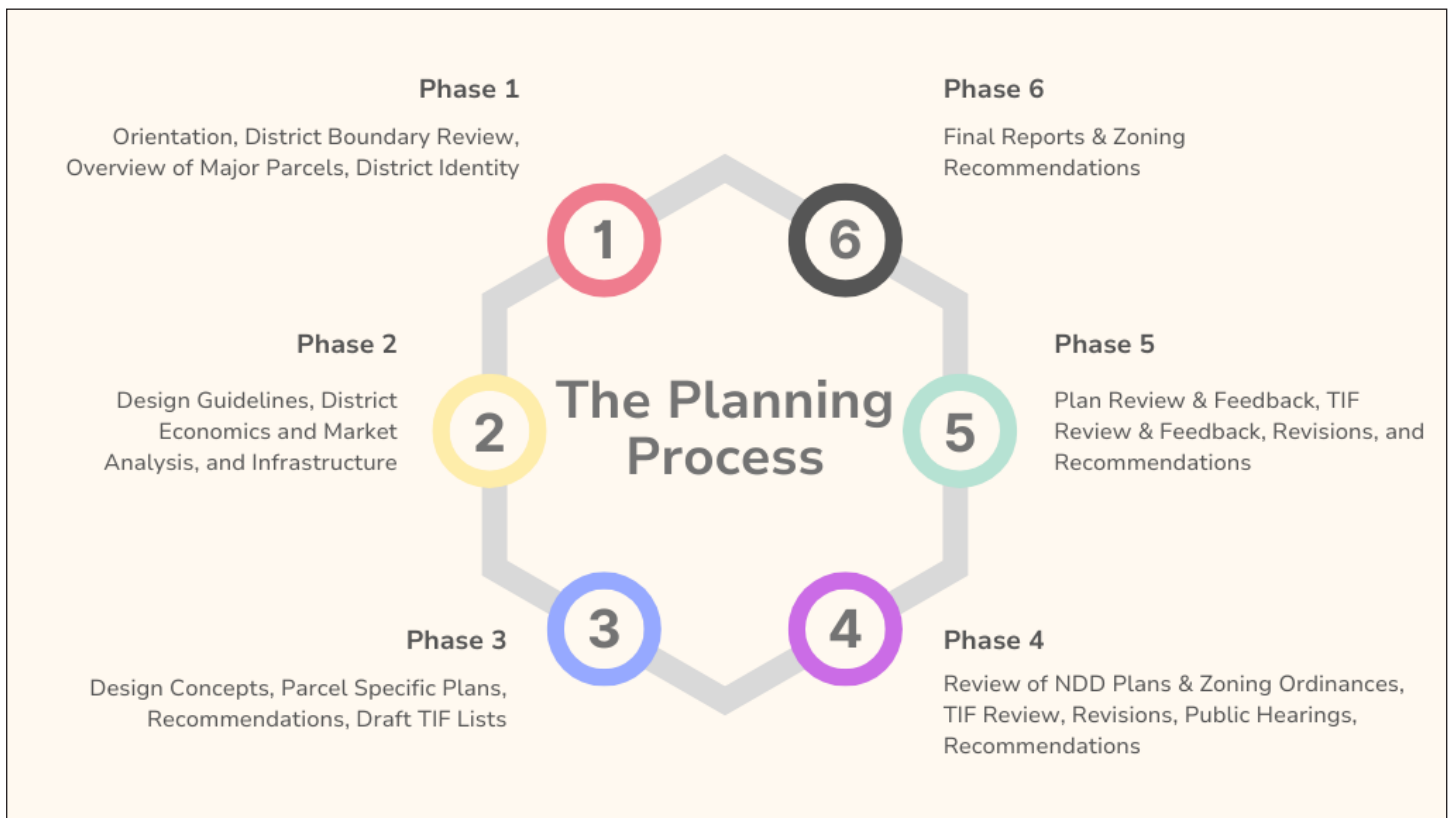 Phase 1
Orientation, District Boundary Review,
Overview of Major Parcels, District Identity
1
Phase 2
Design Guidelines, District
Economics and Market
Analysis, and Infrastructure
2
Phase 3
Design Concepts, Parcel Specific Plans,
Recommendations, Draft TIF Lists
3
The Planning
Process
Phase 4
Review of NDD Plans & Zoning Ordinances,
TIF Review, Revisions, Public Hearings,
Recommendations
4
Phase 5
Plan Review & Feedback, TIF
Review & Feedback, Revisions, and
Recommendations
5
Phase 6
Final Reports & Zoning
Recommendations
6